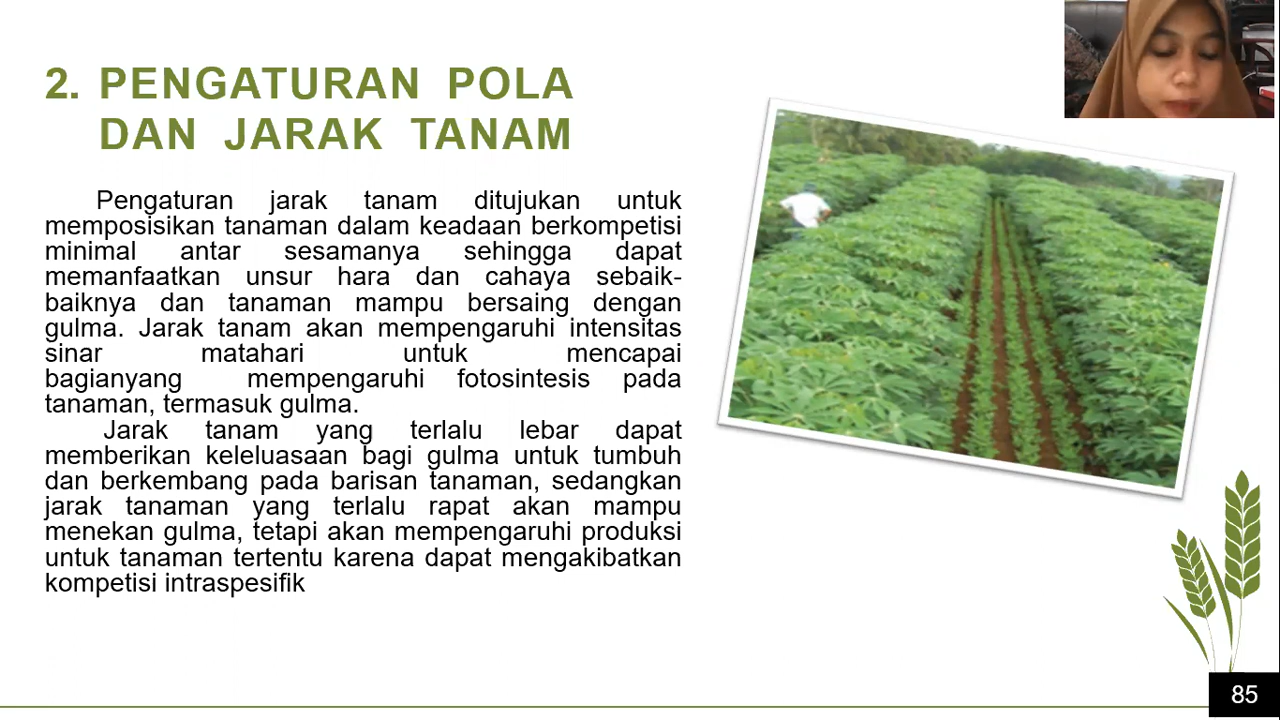 2. PENGATURAN POLA
DAN JARAK TANAM
Pengaturan jarak tanam ditujukan untuk
memposisikan tanaman dalam keadaan berkompetisi
minimal antar sesamanya sehingga dapat
memanfaatkan unsur hara dan cahaya sebaik-
baiknya dan tanaman mampu bersaing dengan
gulma. Jarak tanam akan mempengaruhi intensitas
sinar matahari untuk mencapai
bagianyang mempengaruhi fotosintesis pada
tanaman, termasuk gulma.
Jarak tanam yang terlalu lebar dapat
memberikan keleluasaan bagi gulma untuk tumbuh
dan berkembang pada barisan tanaman, sedangkan
jarak tanaman yang terlalu rapat akan mampu
menekan gulma, tetapi akan mempengaruhi produksi
untuk tanaman tertentu karena dapat mengakibatkan
kompetisi intraspesifik
85